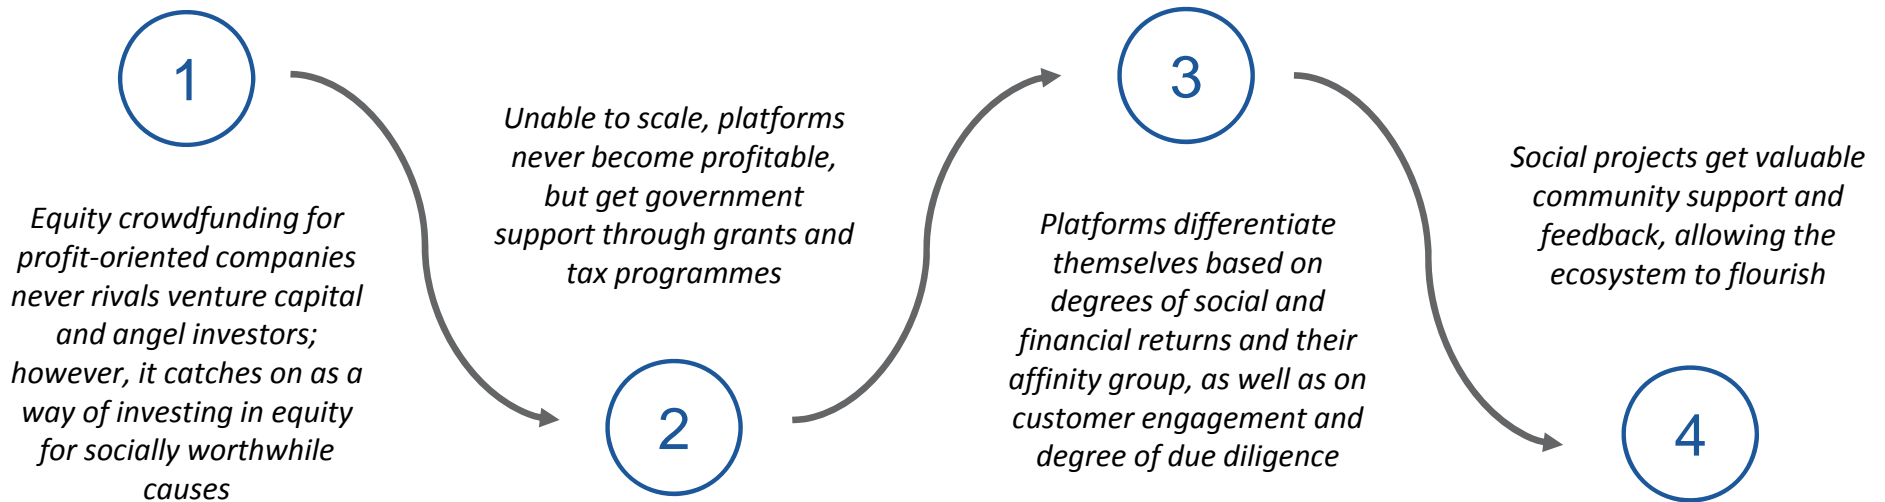 1
Equity crowdfunding for
profit-oriented companies
never rivals venture capital
and angel investors;
however, it catches on as a
way of investing in equity
for socially worthwhile
causes
Unable to scale, platforms
never become profitable,
but get government
support through grants and
tax programmes
2
3
Platforms differentiate
themselves based on
degrees of social and
financial returns and their
affinity group, as well as on
customer engagement and
degree of due diligence
Social projects get valuable
community support and
feedback, allowing the
ecosystem to flourish
4